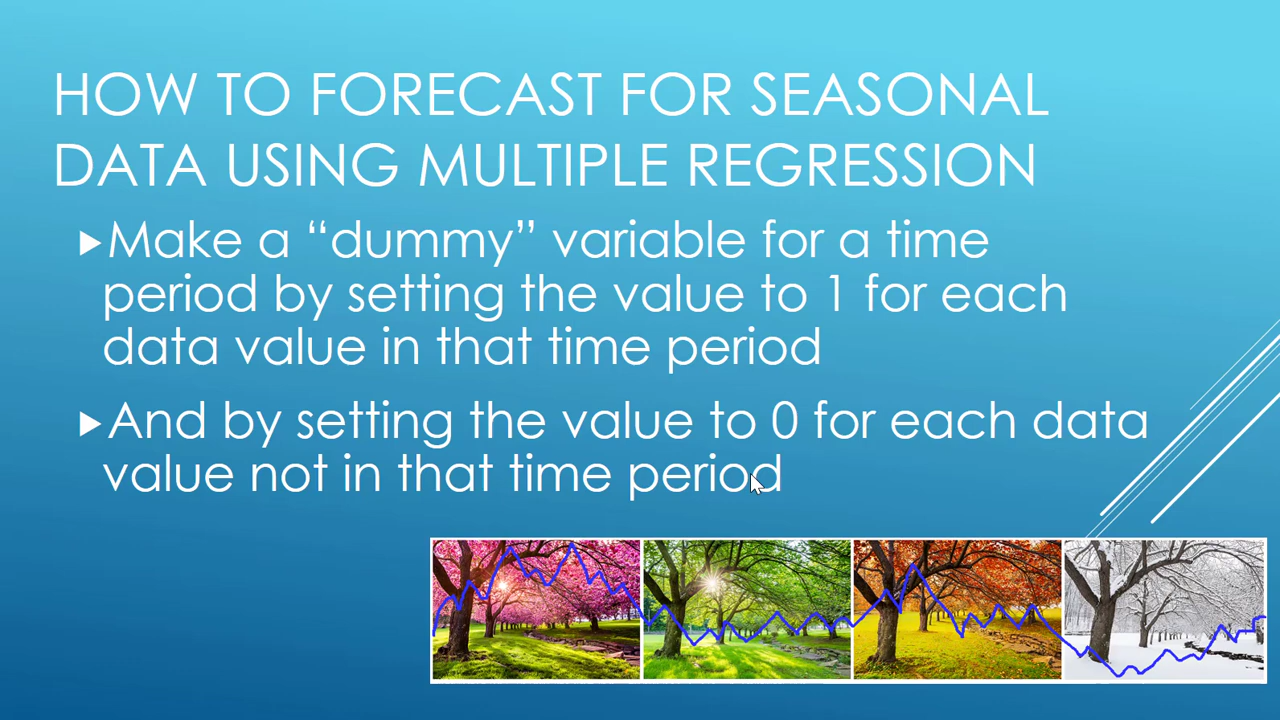 HOW TO FORECAST FOR SEASONAL
DATA USING MULTIPLE REGRESSION
Make a “dummy” variable for a time
period by setting the value to 1 for each
data value in that time period
And by setting the value to 0 for each data
value not in that time period